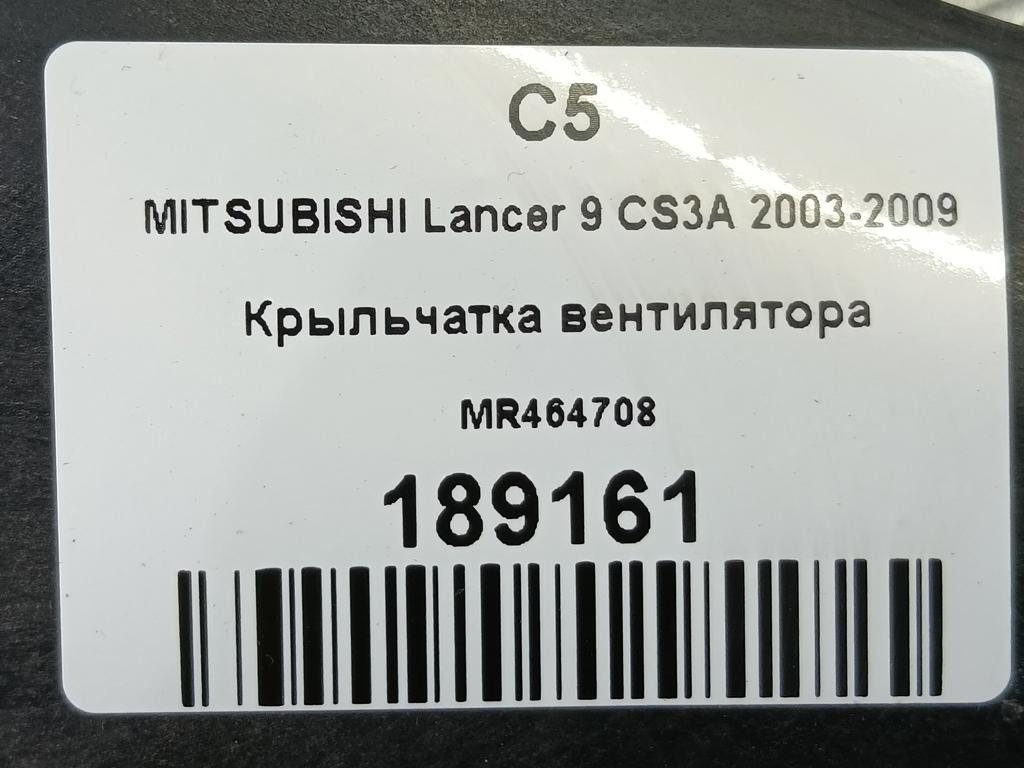 C5
MITSUBISHI Lancer 9 CS3A 2003-2009
Крыльчатка вентилятора
MR464708
189161